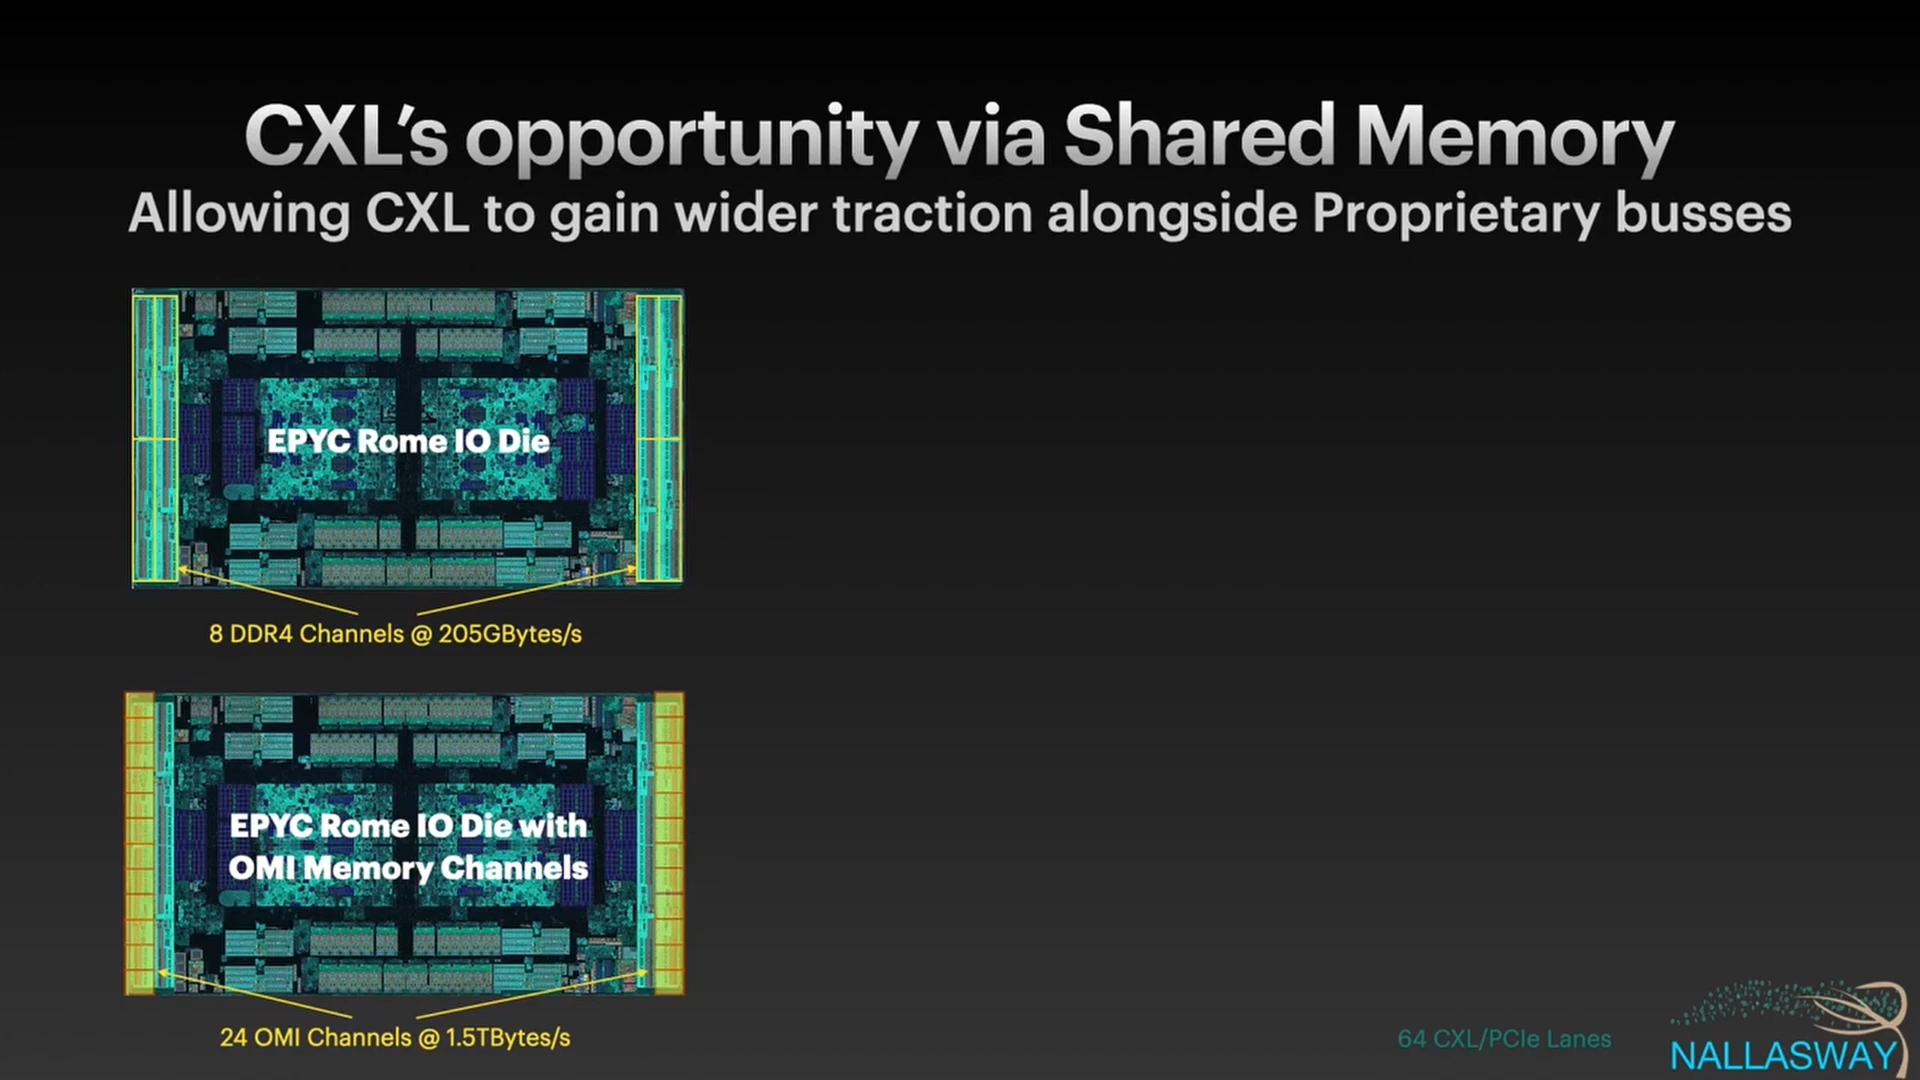 CXL's opportunity via Shared Memory
Allowing CXL to gain wider traction alongside Proprietary busses
EPYC Rome IO Die
8 DDR4 Channels @ 205GBytes/s
EPYC Rome IO Die with
OMI Memory Channels
24 OMI Channels @ 1.5TBytes/s
64 CXL/PCIe Lanes
NALLASWAY